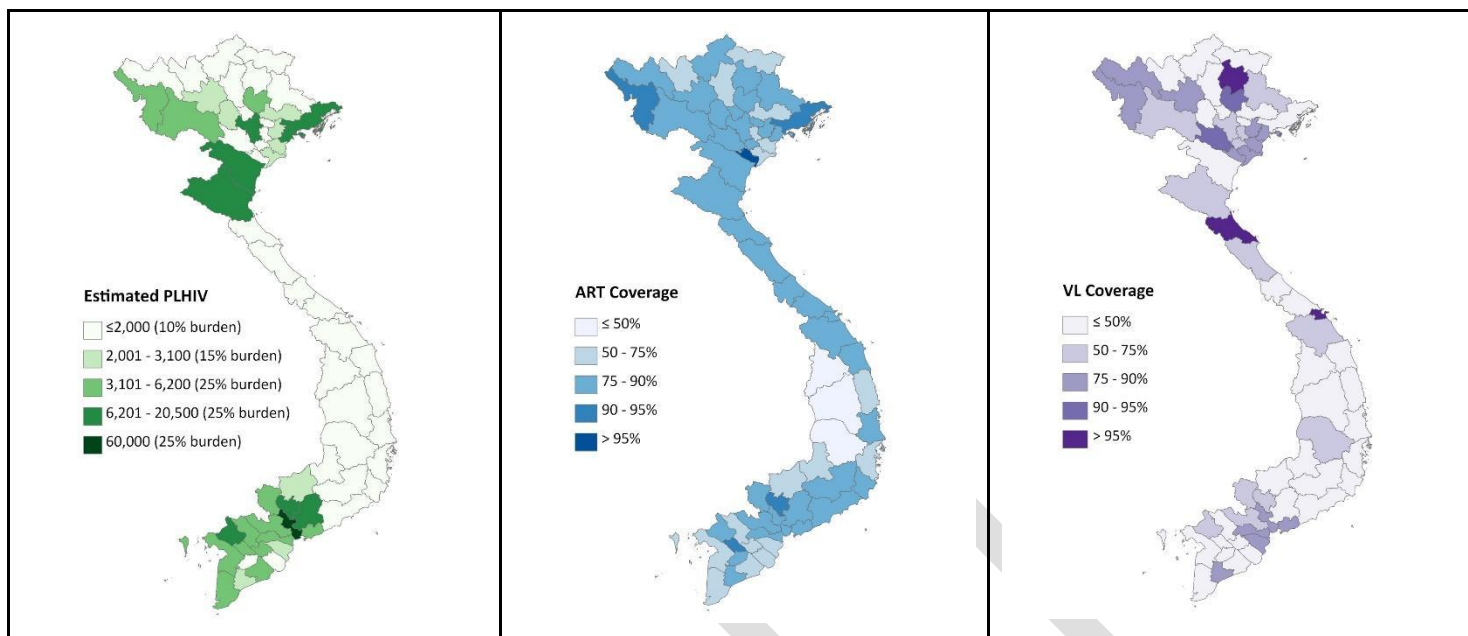 Estimated PLHIV
≤2,000 (10% burden)
2,001 - 3,100 (15% burden)
3,101 - 6,200 (25% burden)
6,201 - 20,500 (25% burden)
60,000 (25% burden)
ART Coverage
≤ 50%
50 - 75%
75 - 90%
90 - 95%
> 95%
VL Coverage
≤ 50%
50 - 75%
75 - 90%
90 - 95%
> 95%